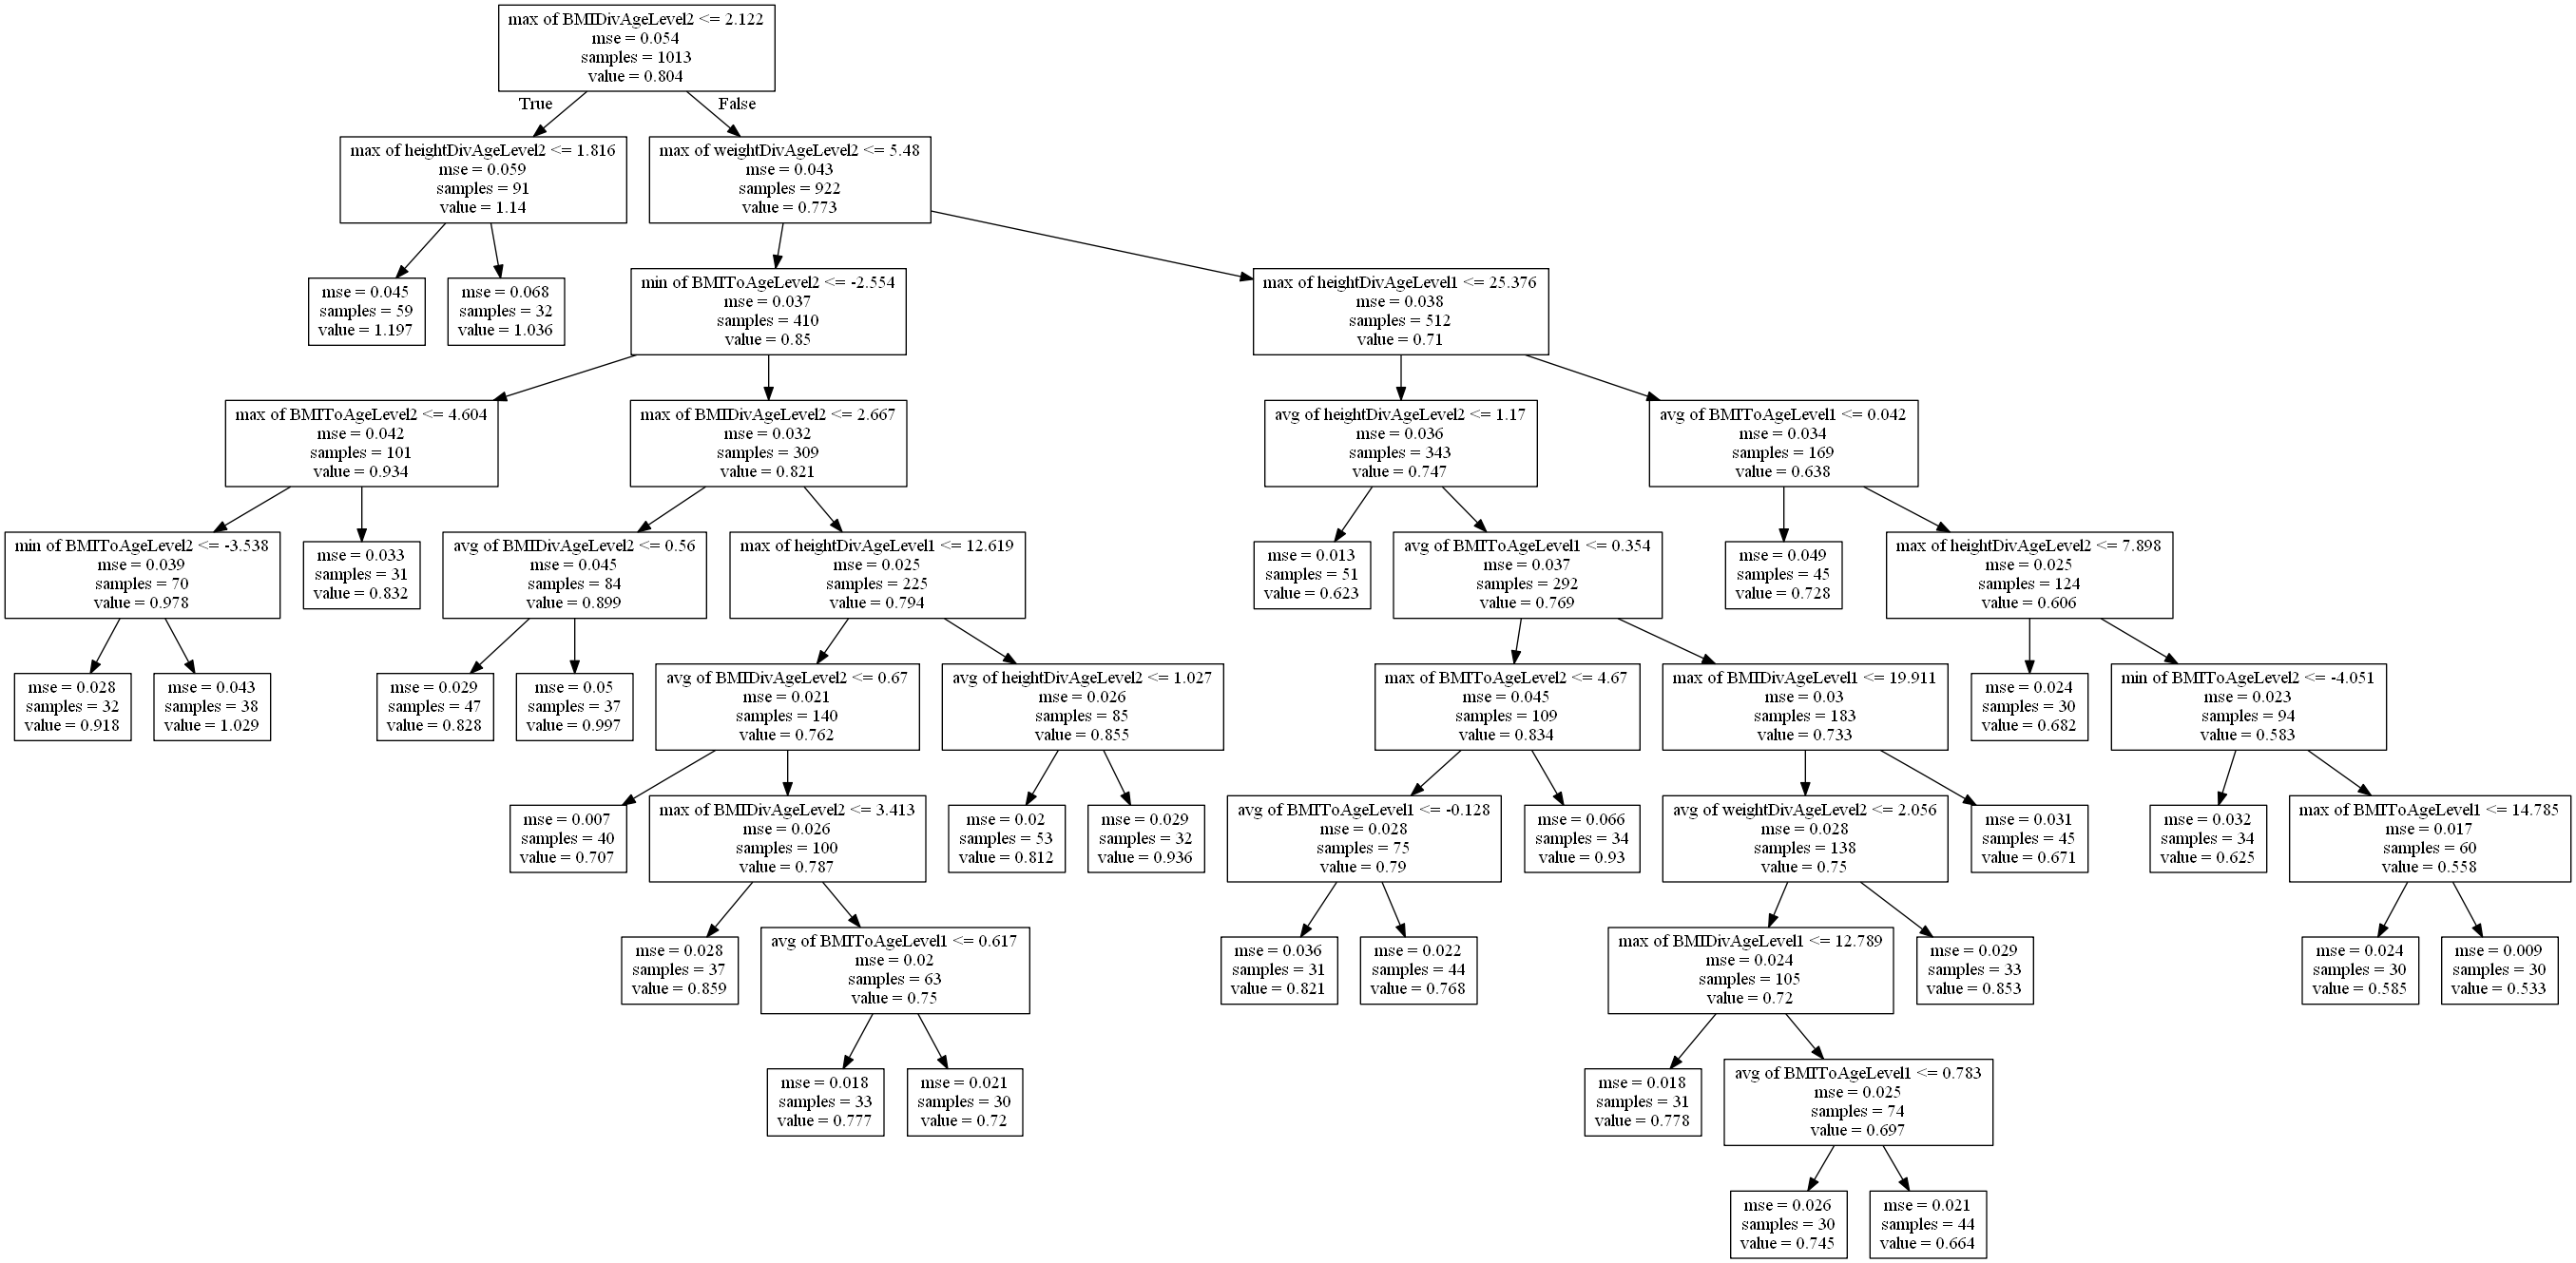 max of BMIDivAgeLevel2 <= 2.122
mse = 0.054
samples = 1013
value = 0.804
True
False
max of heightDivAgeLevel2 <= 1.816
mse = 0.059
samples = 91
value = 1.14
max of weightDivAgeLevel2 <= 5.48
mse = 0.043
samples = 922
value = 0.773
mse = 0.045
samples = 59
value = 1.197
mse = 0.068
samples = 32
value = 1.036
min of BMIToAgeLevel2 <= -2.554
mse = 0.037
samples = 410
value = 0.85
max of heightDivAgeLevel1 <= 25.376
mse = 0.038
samples = 512
value = 0.71
max of BMIToAgeLevel2 <= 4.604
mse = 0.042
samples = 101
value = 0.934
max of BMIDivAgeLevel2 <= 2.667
mse = 0.032
samples = 309
value = 0.821
avg of heightDivAgeLevel2 <= 1.17
mse = 0.036
samples = 343
value = 0.747
avg of BMIToAgeLevel1 <= 0.042
mse = 0.034
samples = 169
value = 0.638
min of BMIToAgeLevel2 <= -3.538
mse = 0.039
samples = 70
value = 0.978
mse = 0.033
samples = 31
value = 0.832
avg of BMIDivAgeLevel2 <= 0.56
mse = 0.045
samples = 84
value = 0.899
max of heightDivAgeLevel1 <= 12.619
mse = 0.025
samples = 225
value = 0.794
mse = 0.013
samples = 51
value = 0.623
avg of BMIToAgeLevel1 <= 0.354
mse = 0.037
samples = 292
value = 0.769
mse = 0.049
samples = 45
value = 0.728
max of heightDivAgeLevel2 <= 7.898
mse = 0.025
samples = 124
value = 0.606
mse = 0.028
samples = 32
value = 0.918
mse = 0.043
samples = 38
value = 1.029
mse = 0.029
samples = 47
value = 0.828
mse = 0.05
samples = 37
value = 0.997
avg of BMIDivAgeLevel2 <= 0.67
mse = 0.021
samples = 140
value = 0.762
avg of heightDivAgeLevel2 <= 1.027
mse = 0.026
samples = 85
value = 0.855
max of BMIToAgeLevel2 <= 4.67
mse = 0.045
samples = 109
value = 0.834
max of BMIDivAgeLevel1 <= 19.911
mse = 0.03
samples = 183
value = 0.733
mse = 0.024
samples = 30
value = 0.682
min of BMIToAgeLevel2 <= -4.051
mse = 0.023
samples = 94
value = 0.583
mse = 0.007
samples = 40
value = 0.707
max of BMIDivAgeLevel2 <= 3.413
mse = 0.026
samples = 100
value = 0.787
mse = 0.02
samples = 53
value = 0.812
mse = 0.029
samples = 32
value = 0.936
avg of BMIToAgeLevel1 <= -0.128
mse = 0.028
samples = 75
value = 0.79
mse = 0.066
samples = 34
value = 0.93
avg of weightDivAgeLevel2 <= 2.056
mse = 0.028
samples = 138
value = 0.75
mse = 0.031
samples = 45
value = 0.671
mse = 0.032
samples = 34
value = 0.625
max of BMIToAgeLevel1 <= 14.785
mse = 0.017
samples = 60
value = 0.558
mse = 0.028
samples = 37
value = 0.859
avg of BMIToAgeLevel1 <= 0.617
mse = 0.02
samples = 63
value = 0.75
mse = 0.036
samples = 31
value = 0.821
mse = 0.022
samples = 44
value = 0.768
max of BMIDivAgeLevel1 <= 12.789
mse = 0.024
samples = 105
value = 0.72
mse = 0.029
samples = 33
value = 0.853
mse = 0.024
samples = 30
value = 0.585
mse = 0.009
samples = 30
value = 0.533
mse = 0.018
samples = 33
value = 0.777
mse = 0.021
samples = 30
value = 0.72
mse = 0.018
samples = 31
value = 0.778
avg of BMIToAgeLevel1 <= 0.783
mse = 0.025
samples = 74
value = 0.697
mse = 0.026
samples = 30
value = 0.745
mse = 0.021
samples = 44
value = 0.664